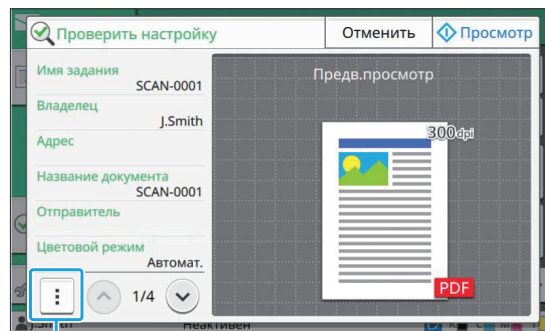 Проверить настройку
Отменить
Просмотр
Имя задания
SCAN-0001
Владелец
J.Smith
Адрес
Название документа
SCAN-0001
Отправитель
Цветовой режим
Автомат.
1/4
Предв.просмотр
300dpi
PDF
J.Smith
Неактивен